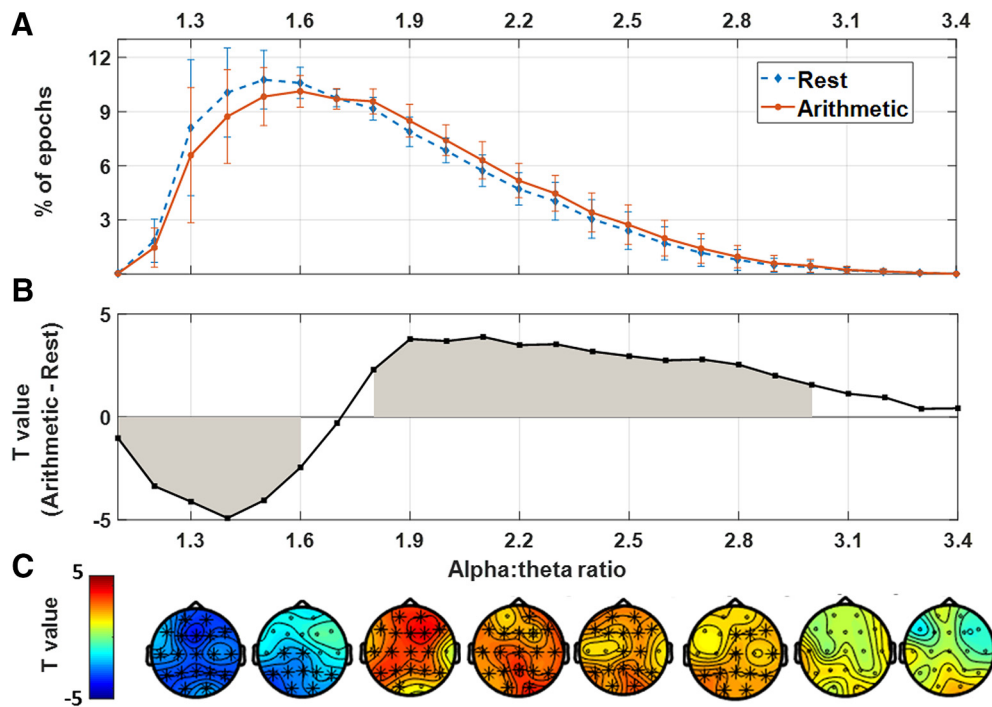 A
1.3 1.6 1.9 2.2 2.5 2.8 3.1 3.4
12
9
6
3
% of epochs
Rest
Arithmetic
B
5
0
-5
T value
(Arithmetic - Rest)
1.3 1.6 1.9 2.2 2.5 2.8 3.1 3.4
Alpha:theta ratio
C
5
-5
T value